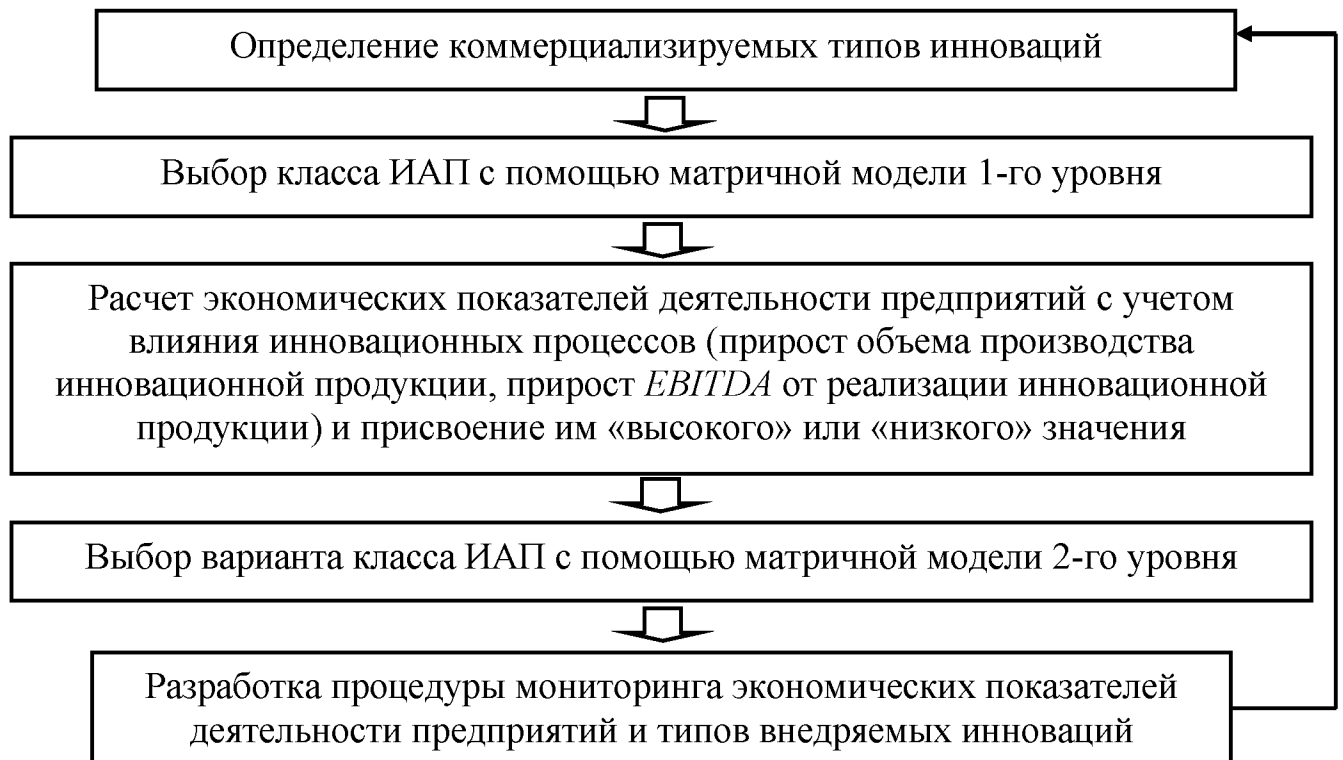 Определение коммерциализируемых типов инноваций
Выбор класса ИАП с помощью матричной модели 1-го уровня
Расчет экономических показателей деятельности предприятий с учетом
влияния инновационных процессов (прирост объема производства
инновационной продукции, прирост EBITDA от реализации инновационной
продукции) и присвоение им «высокого» или «низкого» значения
Выбор варианта класса ИАП с помощью матричной модели 2-го уровня
Разработка процедуры мониторинга экономических показателей
деятельности предприятий и типов внедряемых инноваций